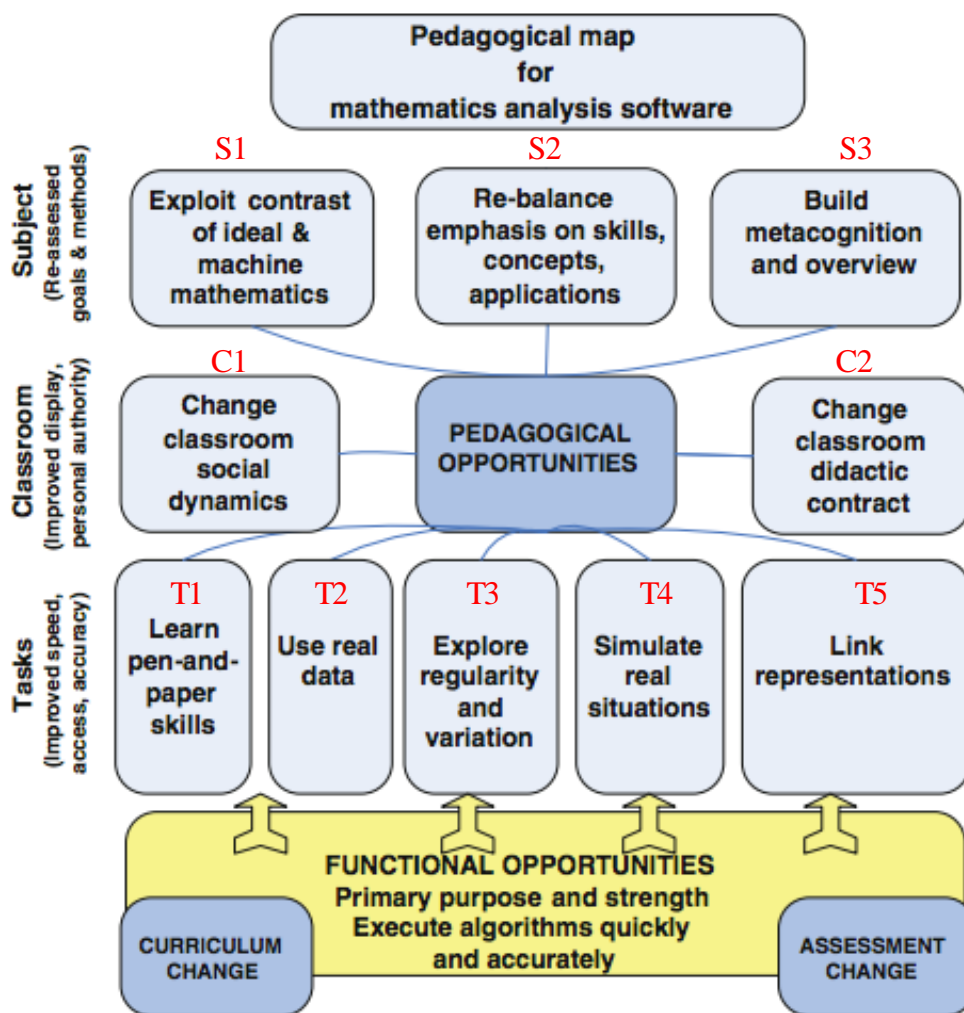 Pedagogical map
for
mathematics analysis software
Subject
(Re-assessed
goals & methods)
S1
Exploit contrast
of ideal &
machine
mathematics
S2
Re-balance
emphasis on skills,
concepts,
applications
S3
Build
metacognition
and overview
Classroom
(Improved display,
personal authority)
C1
Change
classroom
social
dynamics
PEDAGOGICAL
OPPORTUNITIES
C2
Change
classroom
didactic
contract
Tasks
(Improved speed,
access, accuracy)
T1
Learn
pen-and-
paper
skills
T2
Use real
data
T3
Explore
regularity
and
variation
T4
Simulate
real
situations
T5
Link
representations
FUNCTIONAL OPPORTUNITIES
Primary purpose and strength
Execute algorithms quickly
and accurately
CURRICULUM
CHANGE
ASSESSMENT
CHANGE